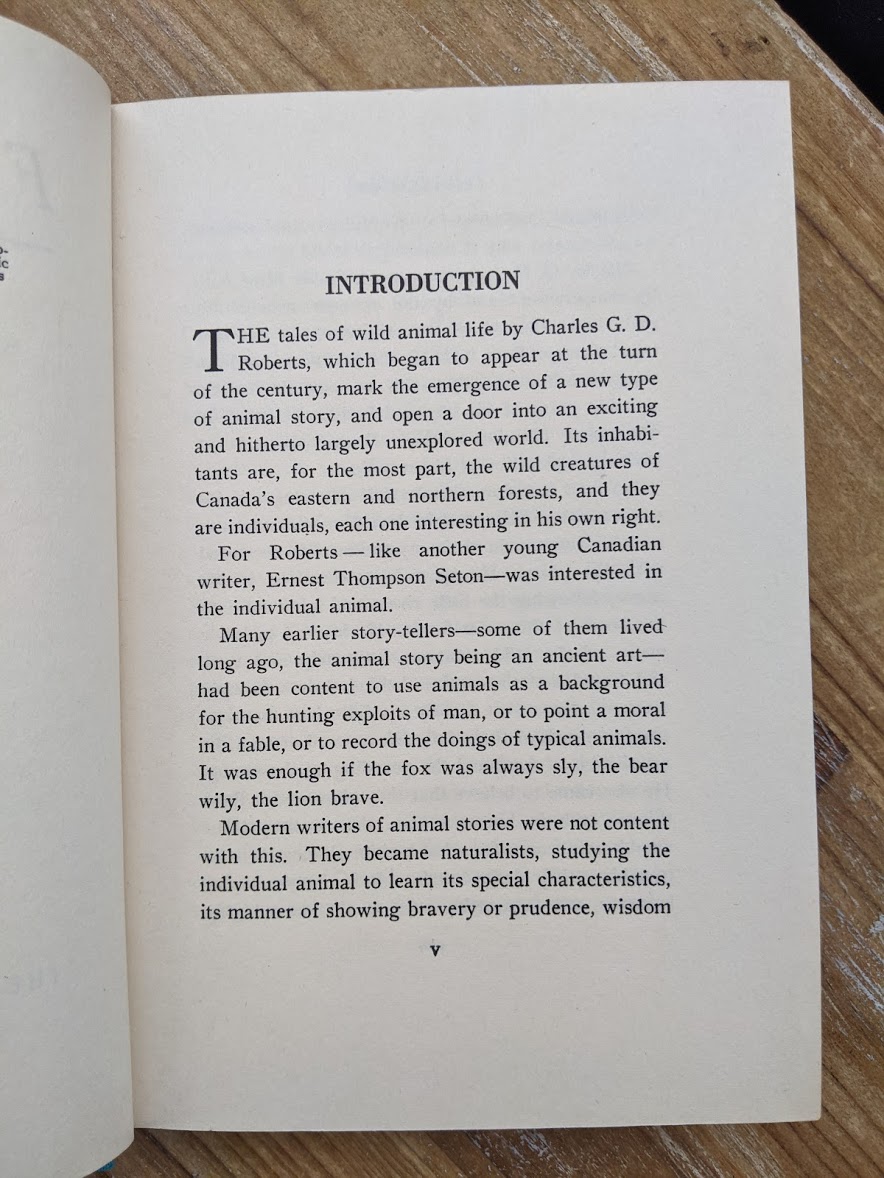 INTRODUCTION
THE tales of wild animal life by Charles G. D.
Roberts, which began to appear at the turn
of the century, mark the emergence of a new type
of animal story, and open a door into an exciting
and hitherto largely unexplored world. Its inhabi-
tants are, for the most part, the wild creatures of
Canada's eastern and northern forests, and they
are individuals, each one interesting in his own right.
For Roberts—like another young Canadian
writer, Ernest Thompson Seton—was interested in
the individual animal.
Many earlier story-tellers—some of them lived
long ago, the animal story being an ancient art—
had been content to use animals as a background
for the hunting exploits of man, or to point a moral
in a fable, or to record the doings of typical animals.
It was enough if the fox was always sly, the bear
wily, the lion brave.
Modern writers of animal stories were not content
with this. They became naturalists, studying the
individual animal to learn its special characteristics,
its manner of showing bravery or prudence, wisdom
v